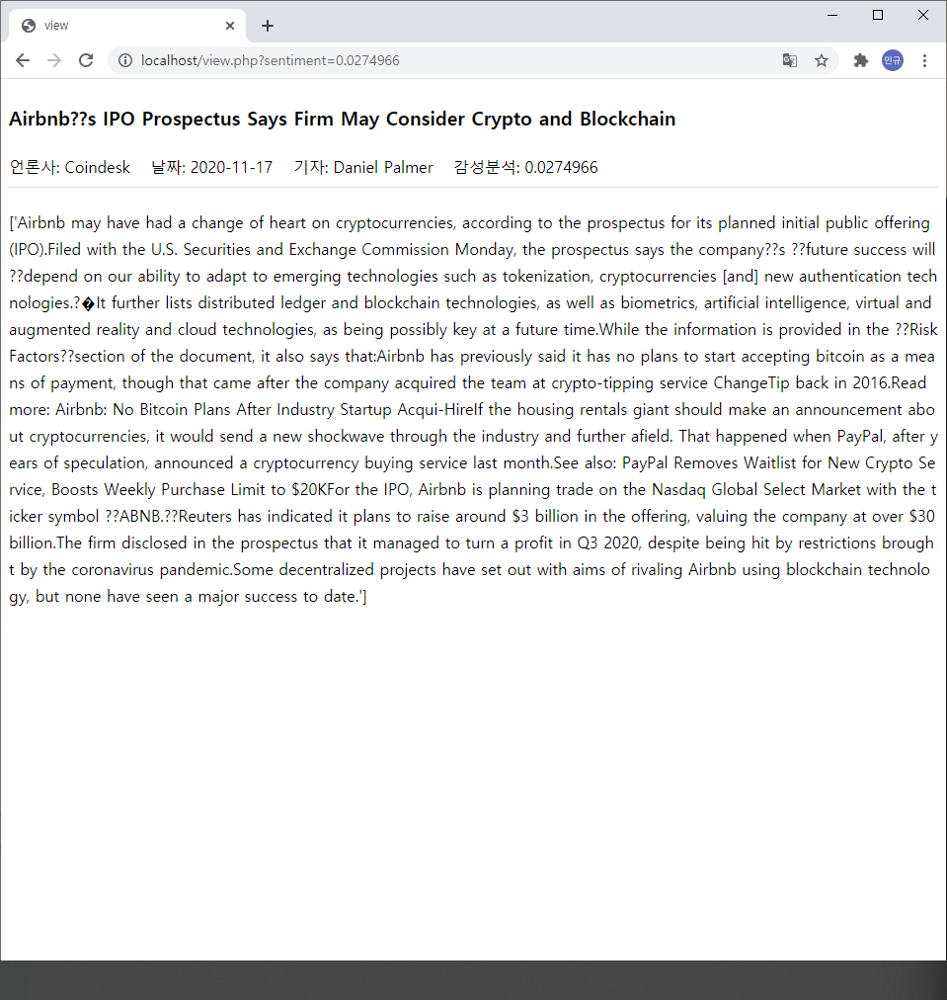 view
localhost/view.php?sentiment=0.0274966
민규
Airbnb??s IPO Prospectus Says Firm May Consider Crypto and Blockchain
언론사: Coindesk 날짜: 2020-11-17 기자: Daniel Palmer 감성분석: 0.0274966
['Airbnb may have had a change of heart on cryptocurrencies, according to the prospectus for its planned initial public offering
(IPO).Filed with the U.S. Securities and Exchange Commission Monday, the prospectus says the company??s ??future success will
??depend on our ability to adapt to emerging technologies such as tokenization, cryptocurrencies [and] new authentication tech
nologies.?�It further lists distributed ledger and blockchain technologies, as well as biometrics, artificial intelligence, virtual and
augmented reality and cloud technologies, as being possibly key at a future time.While the information is provided in the ??Risk
Factors??section of the document, it also says that:Airbnb has previously said it has no plans to start accepting bitcoin as a mea
ns of payment, though that came after the company acquired the team at crypto-tipping service ChangeTip back in 2016.Read
more: Airbnb: No Bitcoin Plans After Industry Startup Acqui-HireIf the housing rentals giant should make an announcement abo
ut cryptocurrencies, it would send a new shockwave through the industry and further afield. That happened when PayPal, after y
ears of speculation, announced a cryptocurrency buying service last month.See also: PayPal Removes Waitlist for New Crypto Se
rvice, Boosts Weekly Purchase Limit to $20KFor the IPO, Airbnb is planning trade on the Nasdaq Global Select Market with the t
icker symbol ??ABNB.??Reuters has indicated it plans to raise around $3 billion in the offering, valuing the company at over $30
billion.The firm disclosed in the prospectus that it managed to turn a profit in Q3 2020, despite being hit by restrictions brough
t by the coronavirus pandemic.Some decentralized projects have set out with aims of rivaling Airbnb using blockchain technolo
gy, but none have seen a major success to date.']